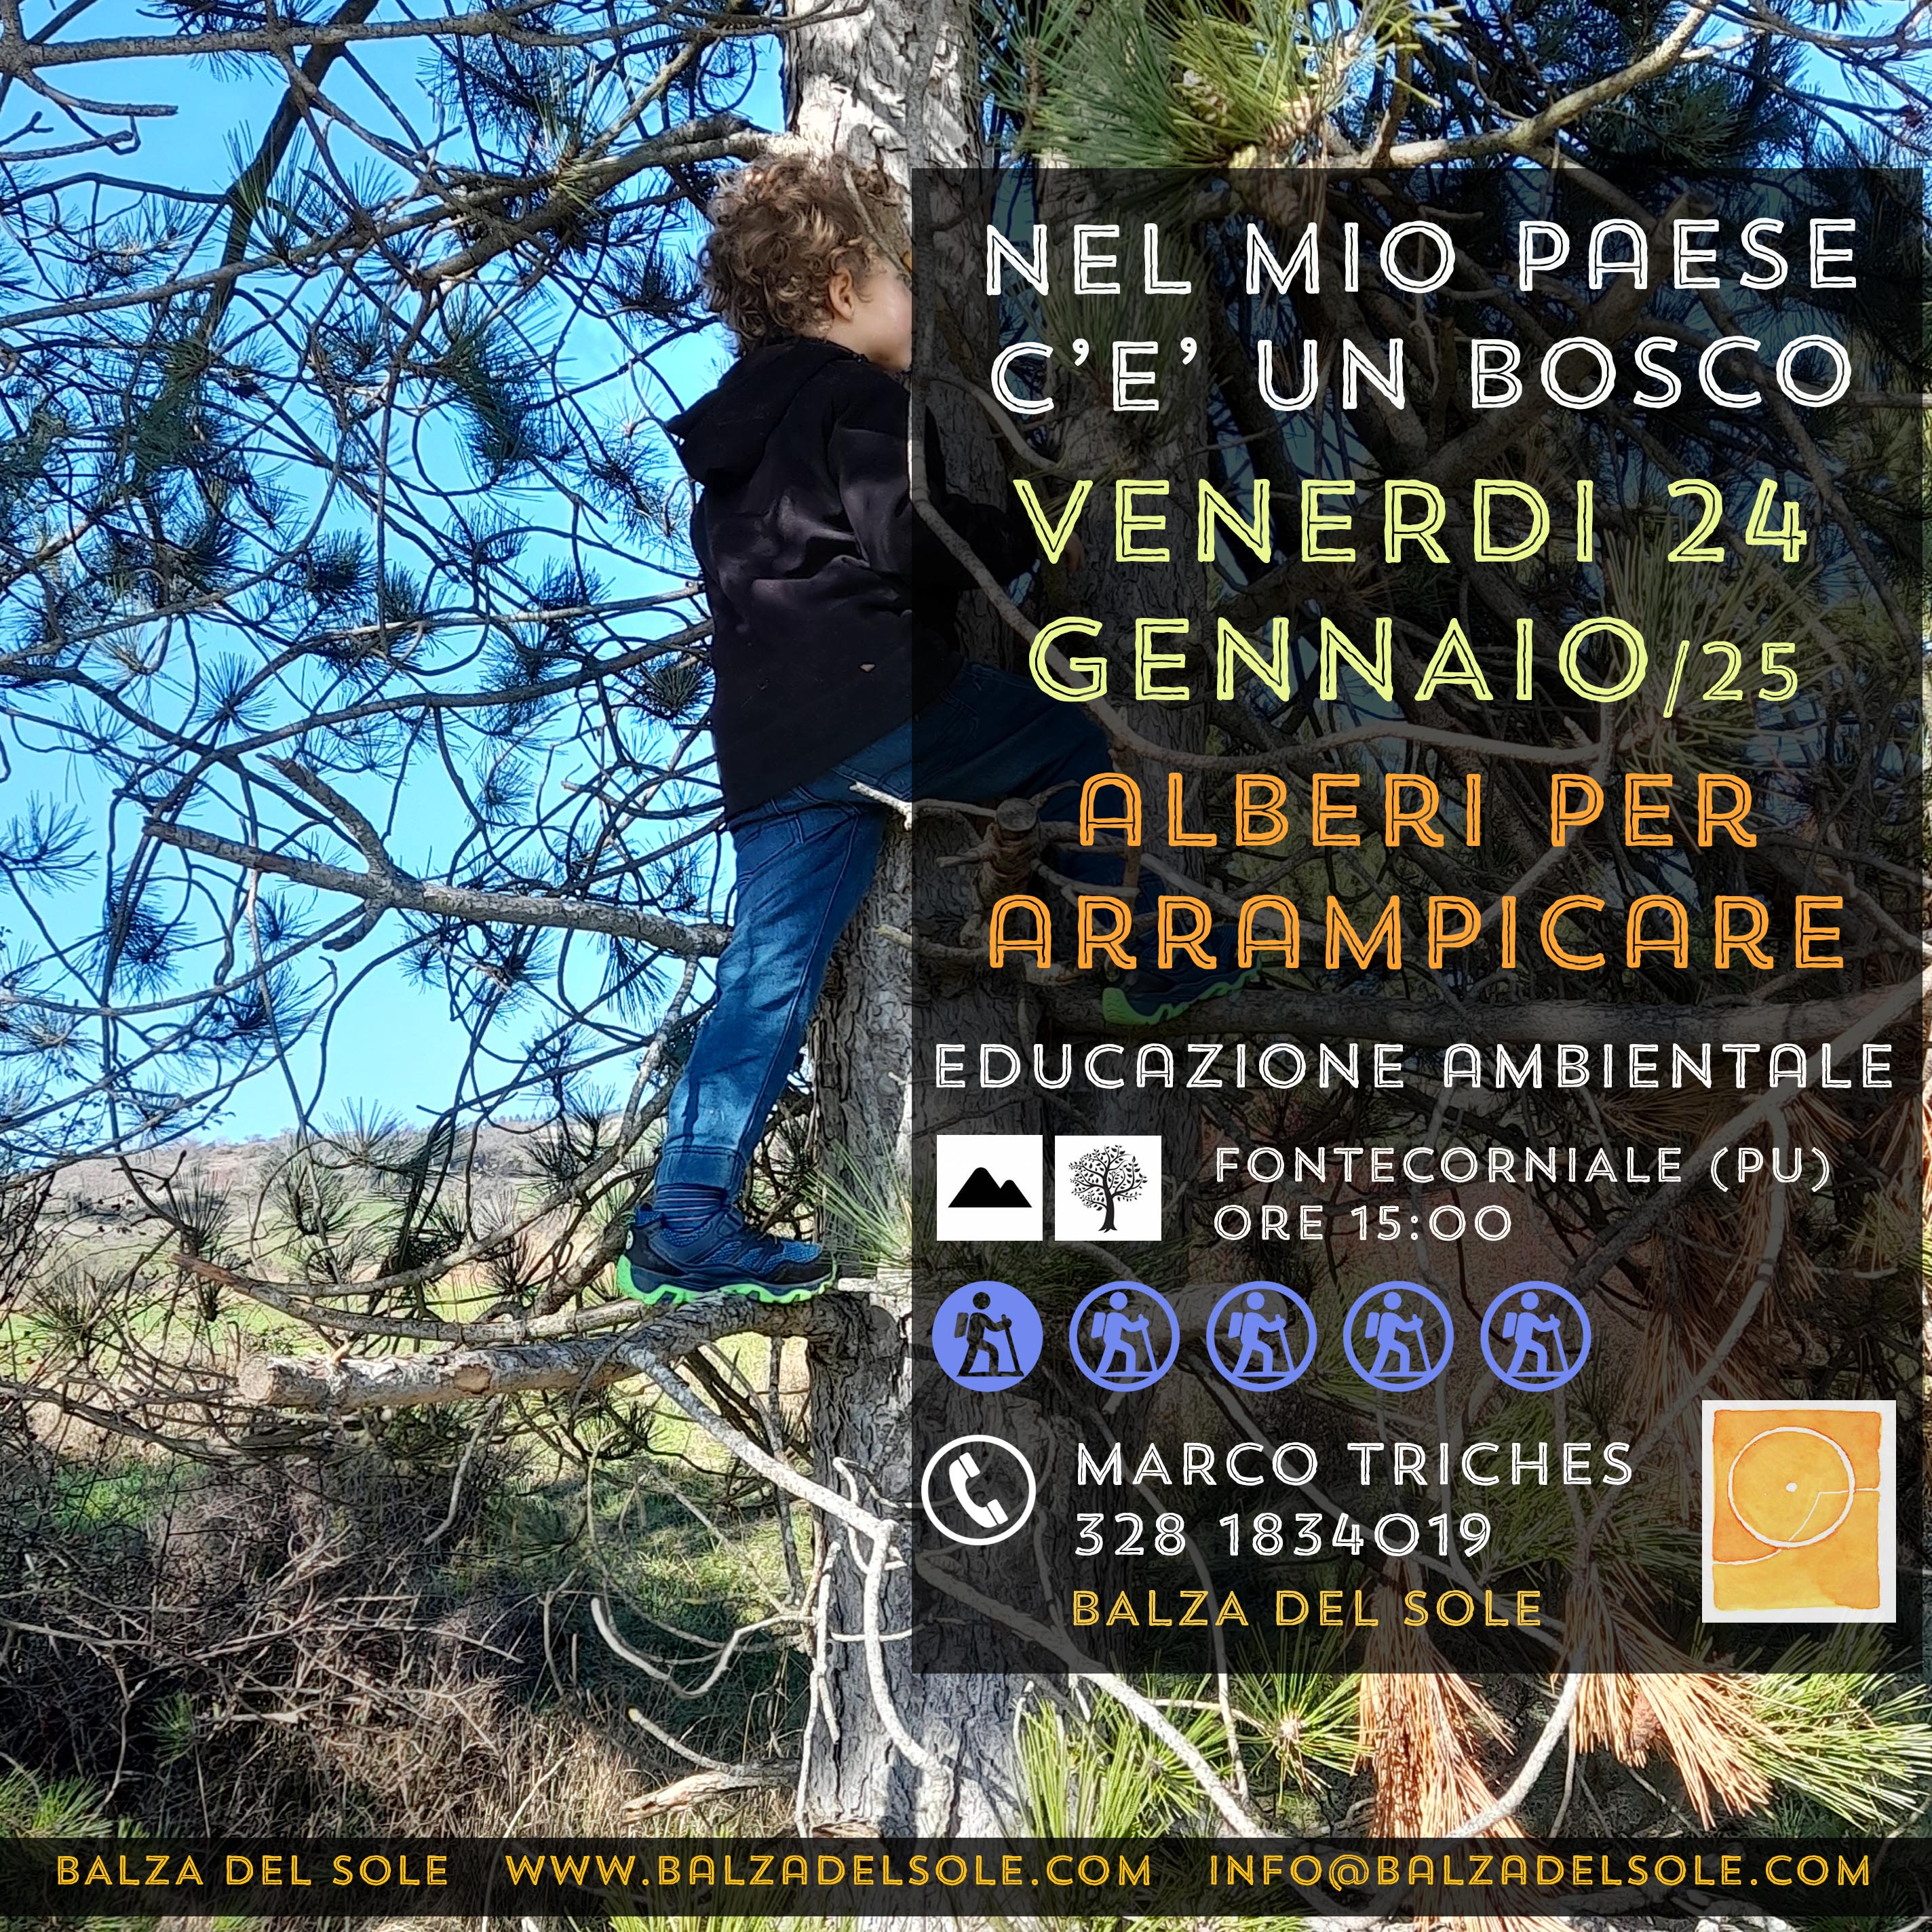 NEL MIO PAESE
C'E' UN BOSCO
VENERDI 24
GENNAIO/25
ALBERI PER
ARRAMPICARE
EDUCAZIONE AMBIENTALE
FONTECORNIALE (PU)
ORE 15:00
MARCO TRICHES
328 1834019
BALZA DEL SOLE
BALZA DEL SOLE WWW.BALZADELSOLE.COM INFO@BALZADELSOLE.COM